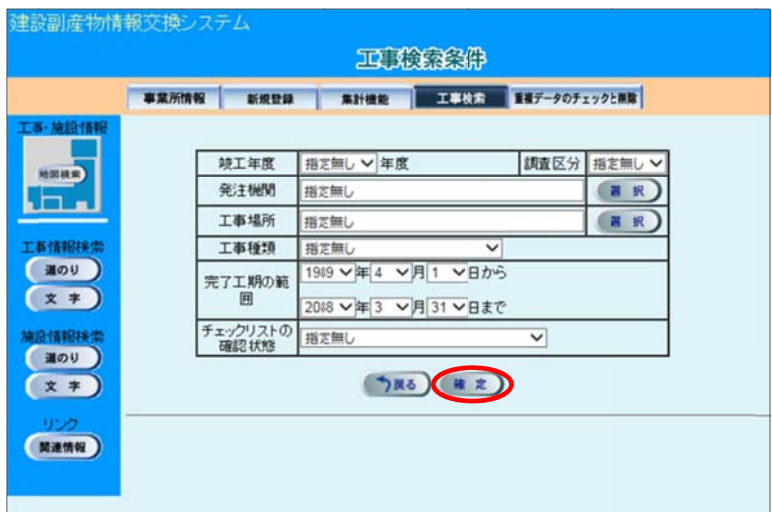 建設副産物情報交換システム
工事検索条件
事業所情報 新規登録 集計機能 工事検索 重複データのチェックと削除
工事・施設情報
地図検索
工事情報検索
道のり
文字
施設情報検索
道のり
文字
リンク
関連情報
竣工年度 指定無し 年度 調査区分 指定無し
発注機関 指定無し 選択
工事場所 指定無し 選択
工事種類 指定無し
完了工期の範囲 1989年4月1日から
年3月31日まで
チェックリストの確認状態 指定無し
戻る 確定